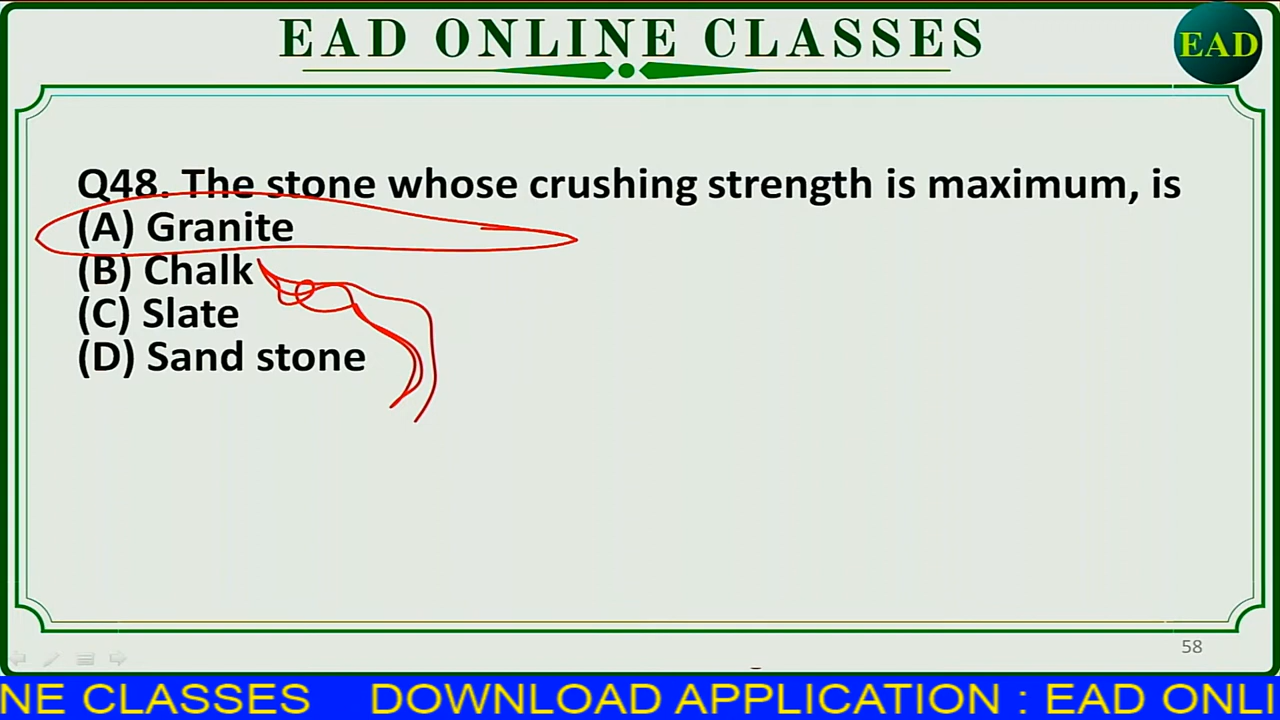 EAD ONLINE CLASSES
EAD
Q48. The stone whose crushing strength is maximum, is
(A) Granite
(B) Chalk
(C) Slate
(D) Sand stone
58
NE CLASSES DOWNLOAD APPLICATION : EAD ONLI